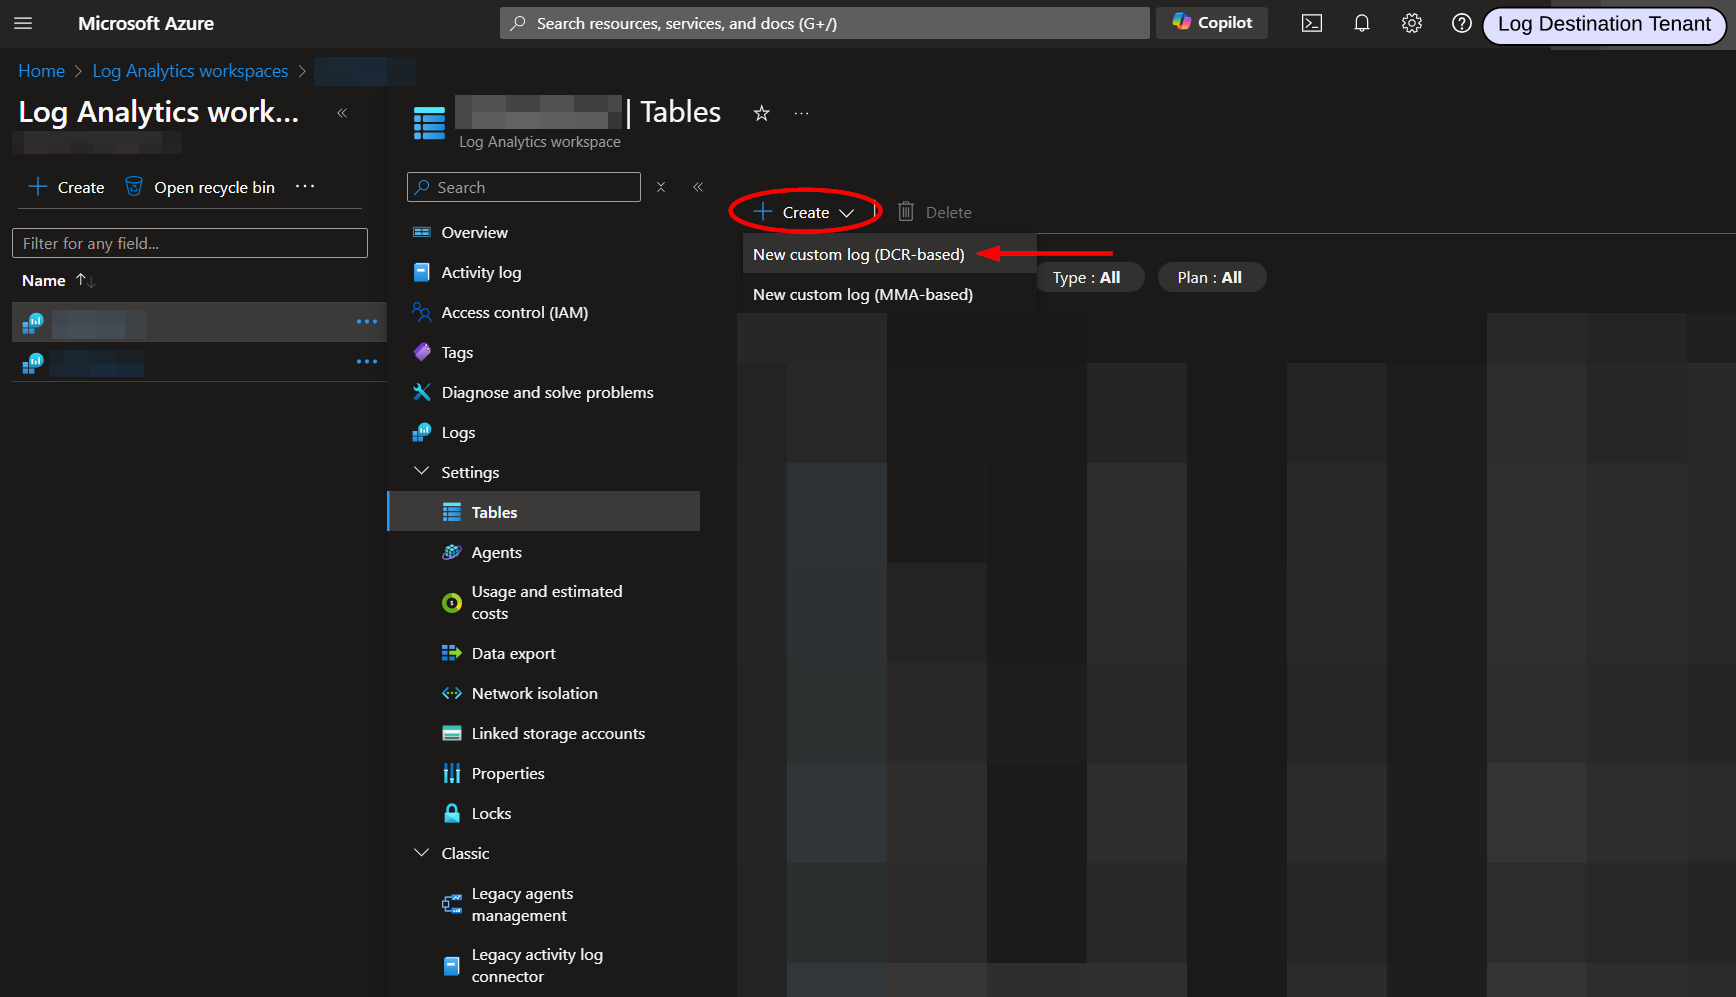 Microsoft Azure
Search resources, services, and docs (G+/)
Copilot
Log Destination Tenant
Home > Log Analytics workspaces >
Log Analytics work...
| Tables
Log Analytics workspace
Create
Open recycle bin
Search
Filter for any field...
Name
Overview
Activity log
Access control (IAM)
Tags
Diagnose and solve problems
Logs
Settings
Tables
Agents
Usage and estimated
costs
Data export
Network isolation
Linked storage accounts
Properties
Locks
Classic
Legacy agents
management
Legacy activity log
connector
Create
Delete
New custom log (DCR-based)
New custom log (MMA-based)
Type : All
Plan : All